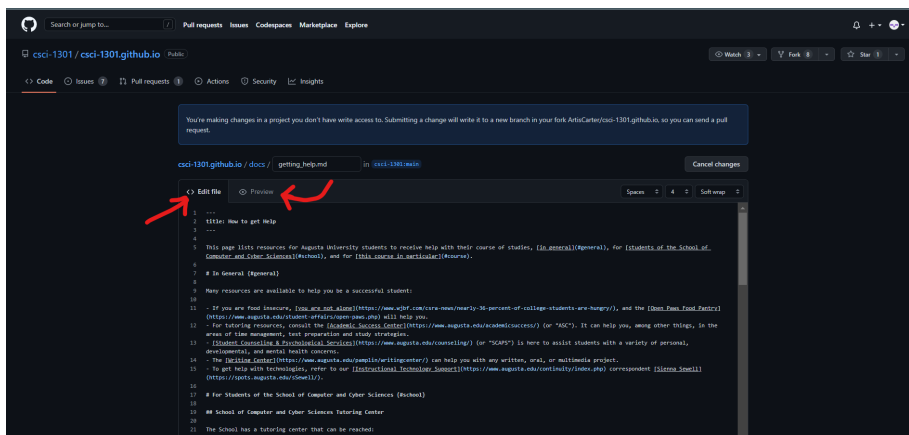 Search or jump to... /
Pull requests Issues Codespaces Marketplace Explore
csci-1301 / csci-1301.github.io Public
Watch 3 Fork 8 Star 1
<> Code Issues 7 Pull requests 1 Actions Security Insights
You're making changes in a project you don't have write access to. Submitting a change will write it to a new branch in your fork ArtisCarter/csci-1301.github.io, so you can send a pull
request.
csci-1301.github.io / docs / getting_help.md in csci-1301:main Cancel changes
<> Edit file Preview Spaces 4 Soft wrap
1 ---
2 title: How to get Help
3 ---
4
5 This page lists resources for Augusta University students to receive help with their course of studies, [in general](#general), for [students of the School of
Computer and Cyber Sciences](#school), and for [this course in particular](#course).
6
7 # In General {#general}
8
9 Many resources are available to help you be a successful student:
10
11 - If you are food insecure, [you are not alone](https://www.wjbf.com/csra-news/nearly-36-percent-of-college-students-are-hungry/), and the [Open Paws Food Pantry]
(https://www.augusta.edu/student-affairs/open-paws.php) will help you.
12 - For tutoring resources, consult the [Academic Success Center](https://www.augusta.edu/academicsuccess/) (or "ASC"). It can help you, among other things, in the
areas of time management, test preparation and study strategies.
13 - [Student Counseling & Psychological Services](https://www.augusta.edu/counseling/) (or "SCAPS") is here to assist students with a variety of personal,
developmental, and mental health concerns.
14 - The [Writing Center](https://www.augusta.edu/pamplin/writingcenter/) can help you with any written, oral, or multimedia project.
15 - To get help with technologies, refer to our [Instructional Technology Support](https://www.augusta.edu/continuity/index.php) correspondent [Sienna Sewell]
(https://spots.augusta.edu/sSewell/).
16
17 # For Students of the School of Computer and Cyber Sciences {#school}
18
19 ## School of Computer and Cyber Sciences Tutoring Center
20
21 The School has a tutoring center that can be reached: